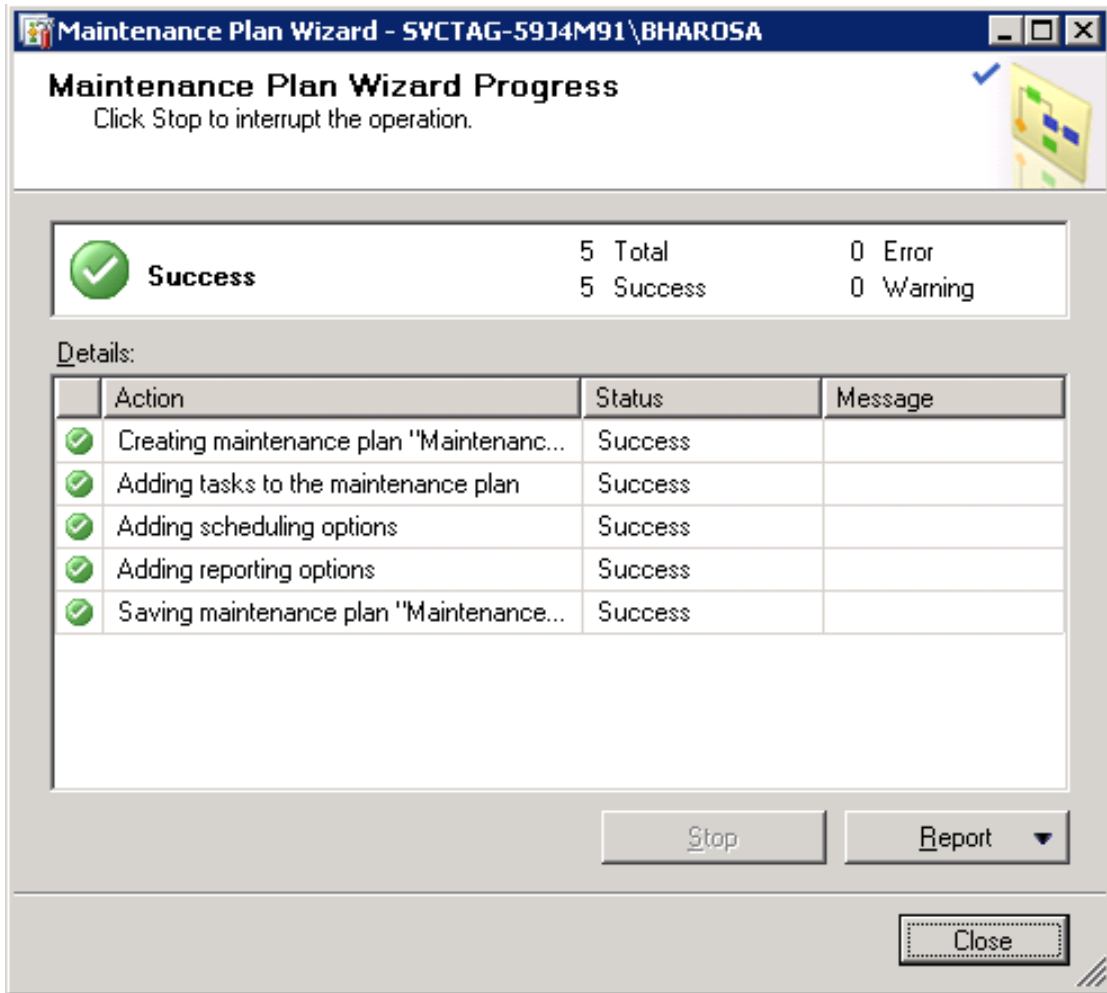 Maintenance Plan Wizard - SVCTAG-59J4M91\BHAROSA
Maintenance Plan Wizard Progress
Click Stop to interrupt the operation.
Success
5 Total
0 Error
5 Success
0 Warning
Details:
Action Status Message
Creating maintenance plan "Maintenanc... Success
Adding tasks to the maintenance plan Success
Adding scheduling options Success
Adding reporting options Success
Saving maintenance plan "Maintenance... Success
Stop Report
Close